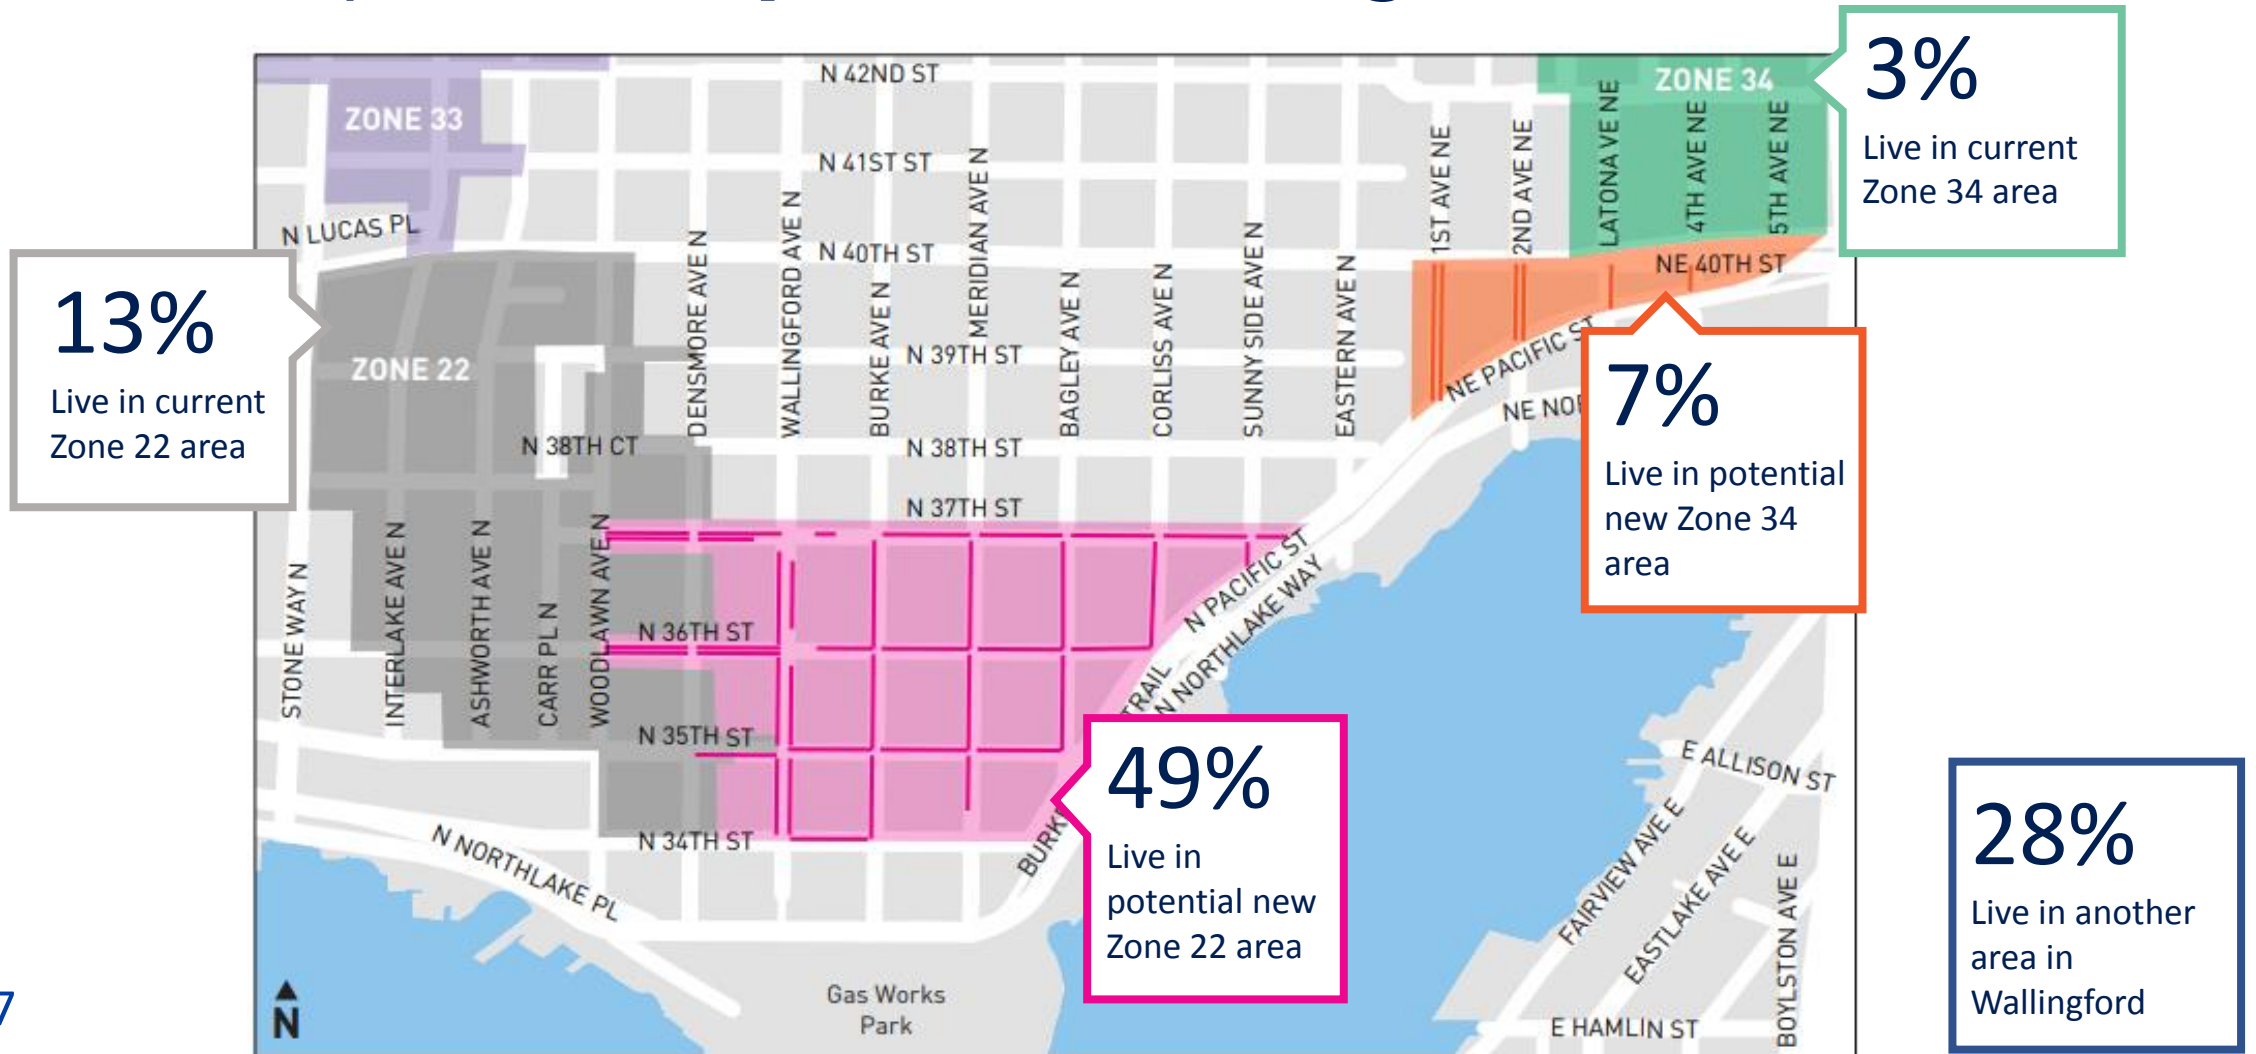 N 42ND ST
ZONE 34
3%
Live in current
Zone 34 area
ZONE 33
N 41ST ST
MERIDIAN AVE N
1ST AVE NE
2ND AVE NE
LATONA AVE NE
4TH AVE NE
5TH AVE NE
N LUCAS PL
N 40TH ST
NE 40TH ST
13%
Live in current
Zone 22 area
ZONE 22
DENSMORE AVE N
WALLINGFORD AVE N
BURKE AVE N
BAGLEY AVE N
CORLISS AVE N
SUNNY SIDE AVE N
EASTERN AVE N
N 39TH ST
NE PACIFIC ST
NE NO
7%
Live in potential
new Zone 34
area
N 38TH CT
N 38TH ST
N 37TH ST
STONE WAY N
INTERLAKE AVE N
ASHWORTH AVE N
CARR PL N
WOODLAWN AVE N
N 36TH ST
N PACIFIC ST
N NORTHLAKE WAY
TRAIL
N 35TH ST
49%
Live in
potential new
Zone 22 area
E ALLISON ST
N 34TH ST
BURK
N NORTHLAKE PL
FAIRVIEW AVE E
EASTLAKE AVE E
BOYLSTON AVE E
28%
Live in another
area in
Wallingford
Gas Works
Park
E HAMLIN ST
N
7